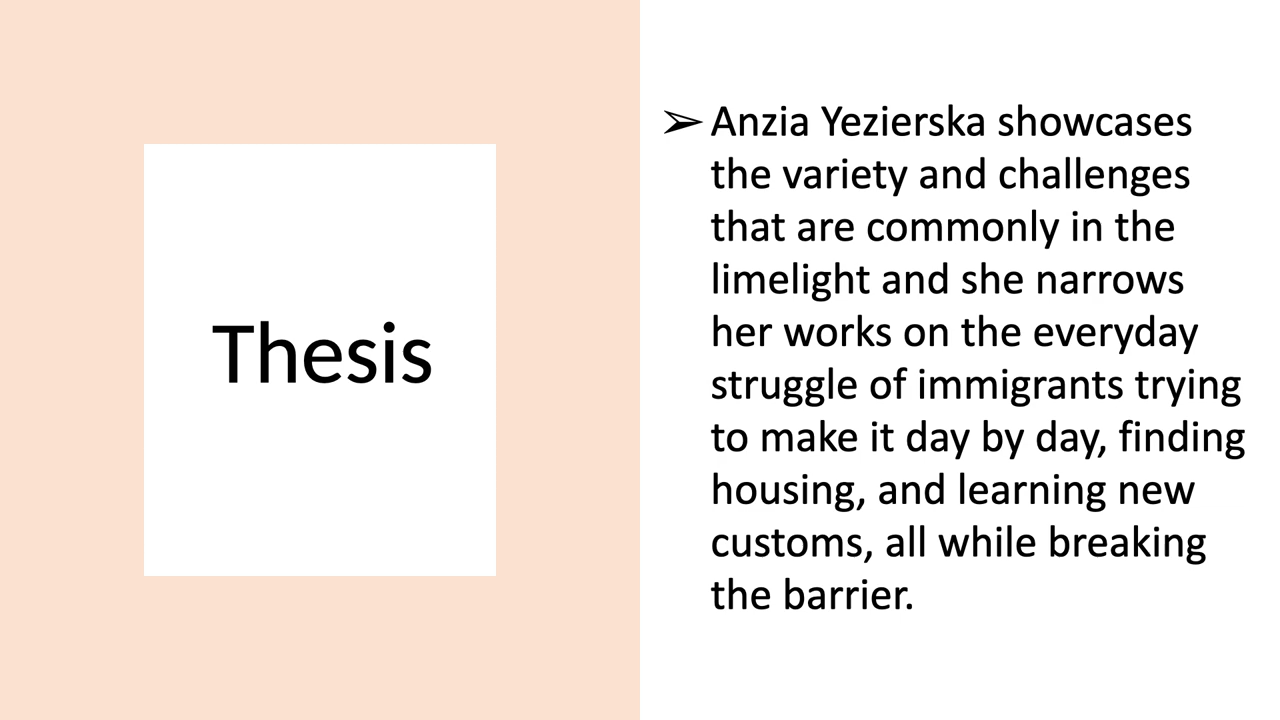 Thesis
➢ Anzia Yezierska showcases
the variety and challenges
that are commonly in the
limelight and she narrows
her works on the everyday
struggle of immigrants trying
to make it day by day, finding
housing, and learning new
customs, all while breaking
the barrier.